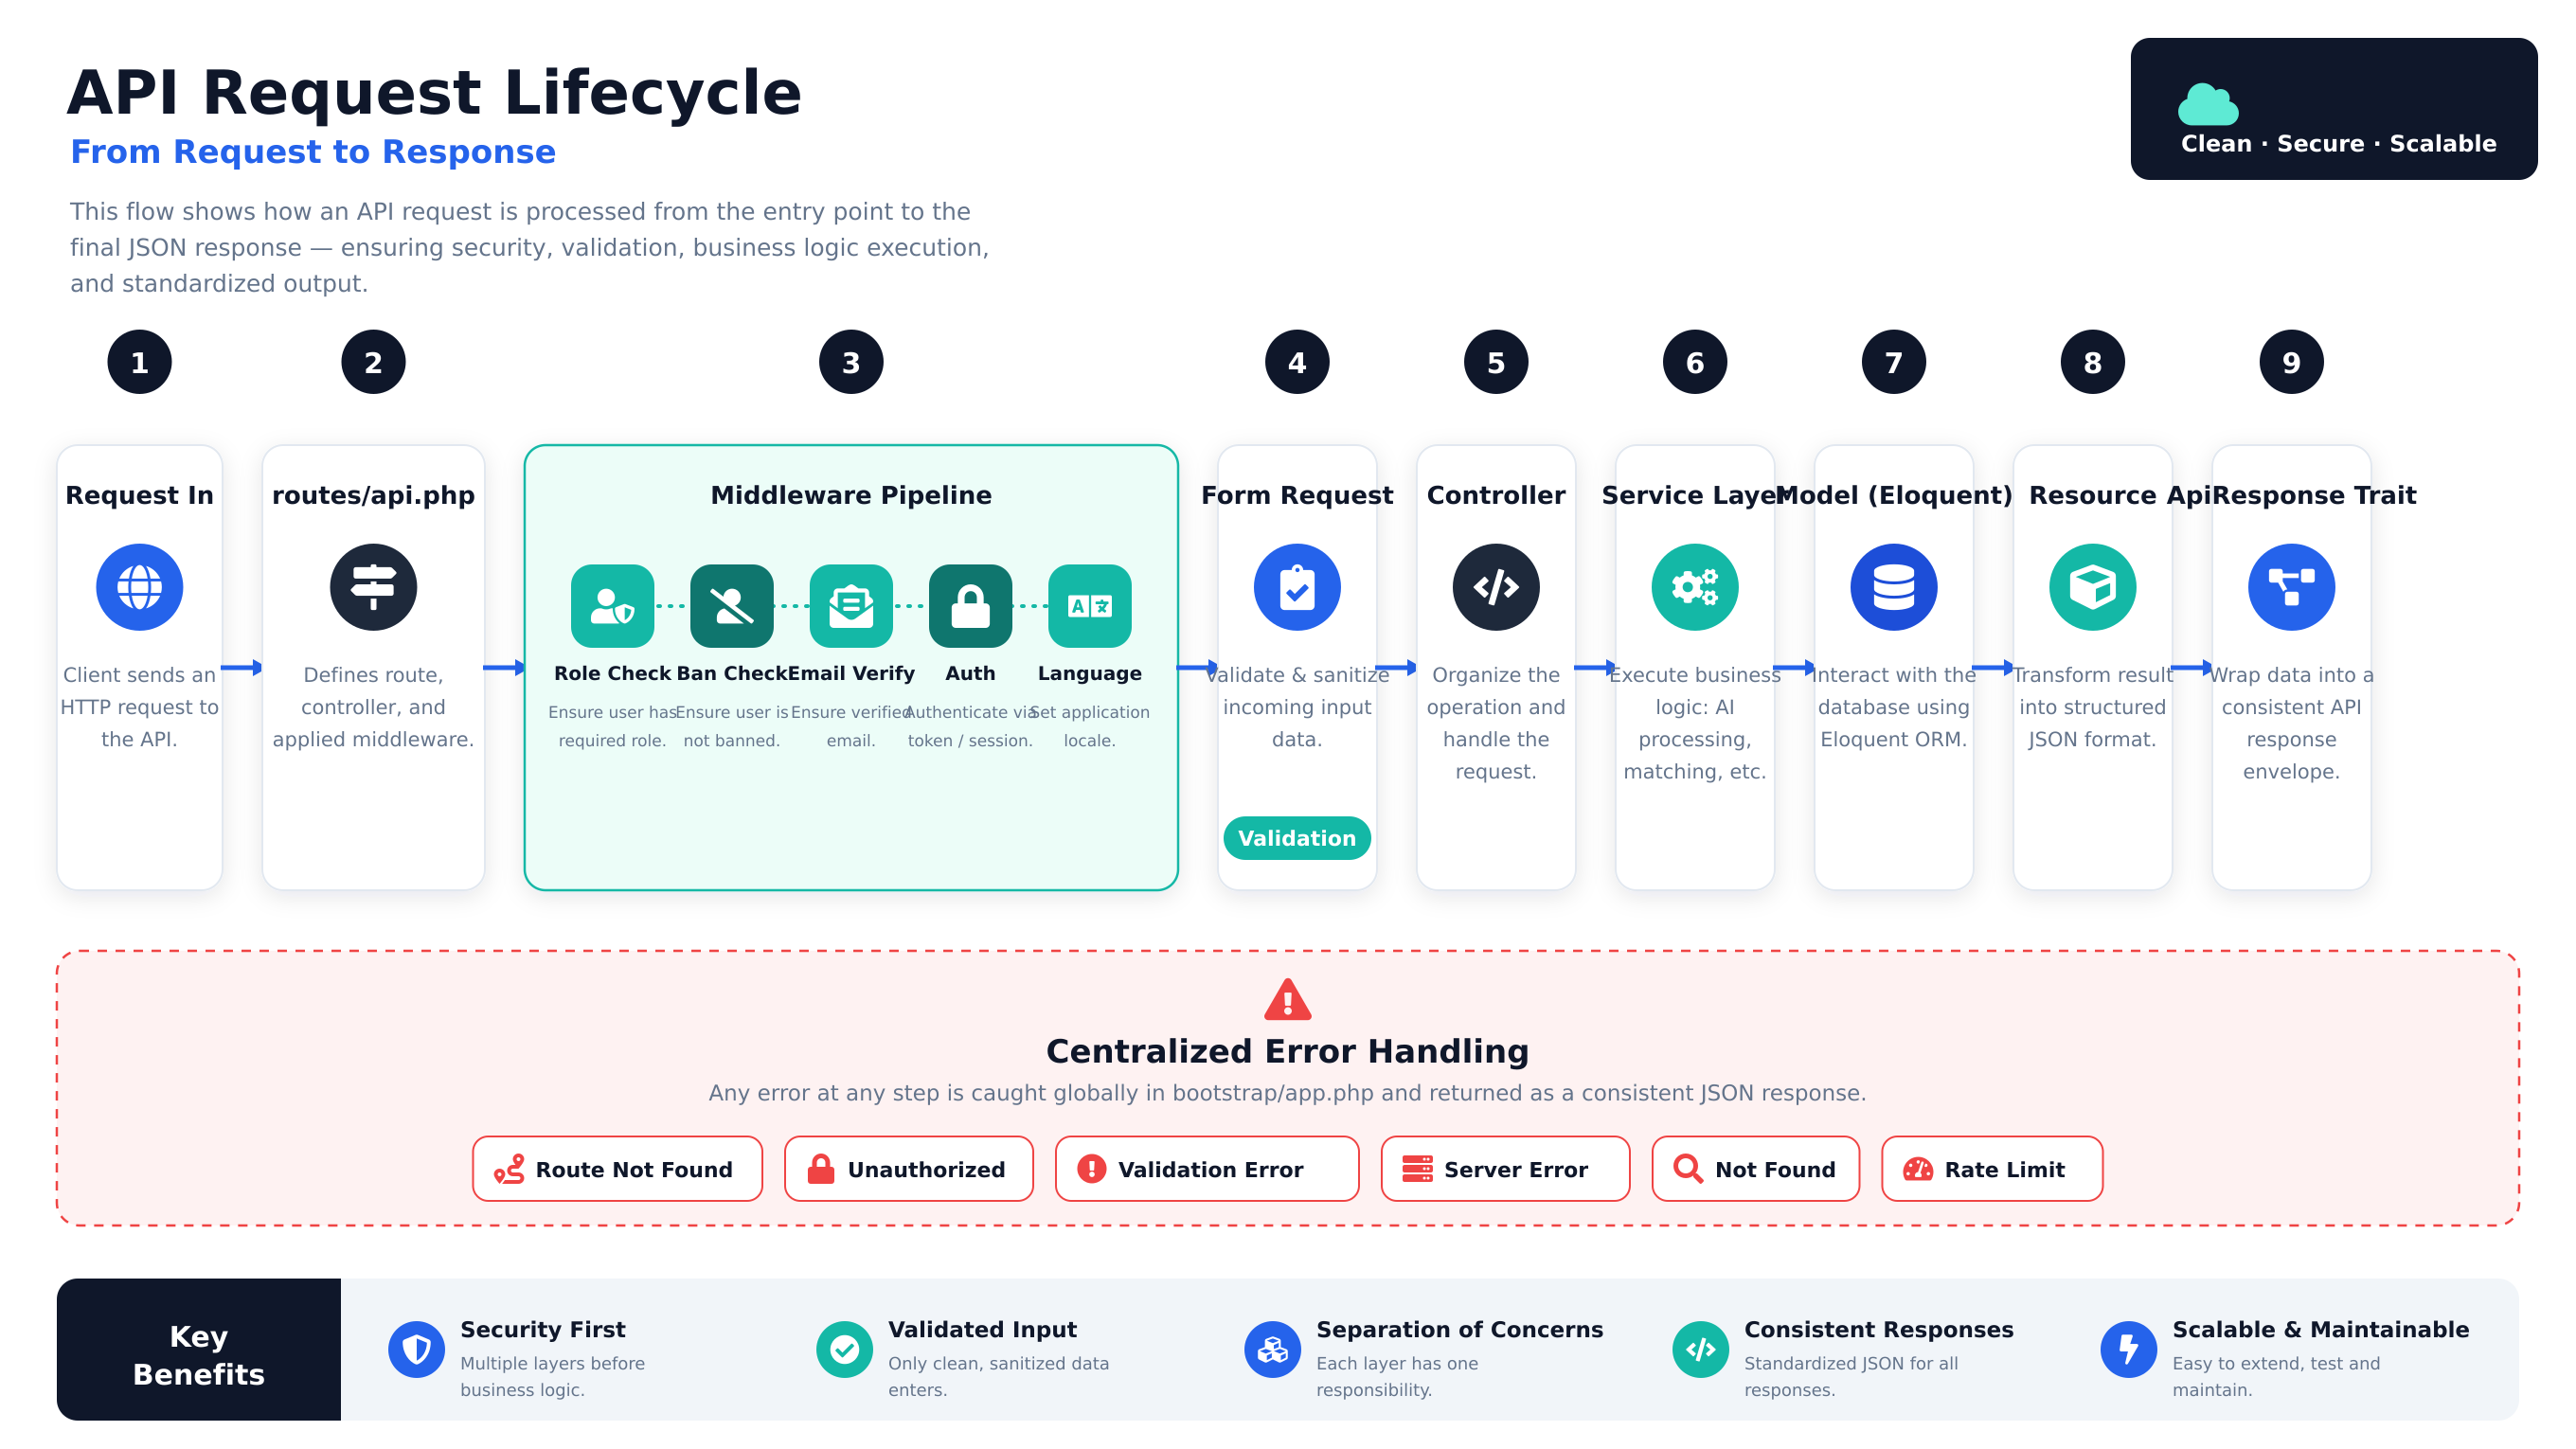 API Request Lifecycle
From Request to Response
Clean · Secure · Scalable
This flow shows how an API request is processed from the entry point to the
final JSON response — ensuring security, validation, business logic execution,
and standardized output.
1
2
3
4
5
6
7
8
9
Request In
Client sends an
HTTP request to
the API.
routes/api.php
Defines route,
controller, and
applied middleware.
Middleware Pipeline
Role Check
Ensure user has
required role.
Ban Check
Ensure user is
not banned.
Email Verify
Ensure verified
email.
Auth
Authenticate via
token / session.
Language
Set application
locale.
Form Request
Validate & sanitize
incoming input
data.
Validation
Controller
Organize the
operation and
handle the
request.
Service Layer
Execute business
logic: AI
processing,
matching, etc.
Model (Eloquent)
Interact with the
database using
Eloquent ORM.
Resource
Transform result
into structured
JSON format.
ApiResponse Trait
Wrap data into a
consistent API
response
envelope.
Centralized Error Handling
Any error at any step is caught globally in bootstrap/app.php and returned as a consistent JSON response.
Route Not Found
Unauthorized
Validation Error
Server Error
Not Found
Rate Limit
Key
Benefits
Security First
Multiple layers before
business logic.
Validated Input
Only clean, sanitized data
enters.
Separation of Concerns
Each layer has one
responsibility.
Consistent Responses
Standardized JSON for all
responses.
Scalable & Maintainable
Easy to extend, test and
maintain.